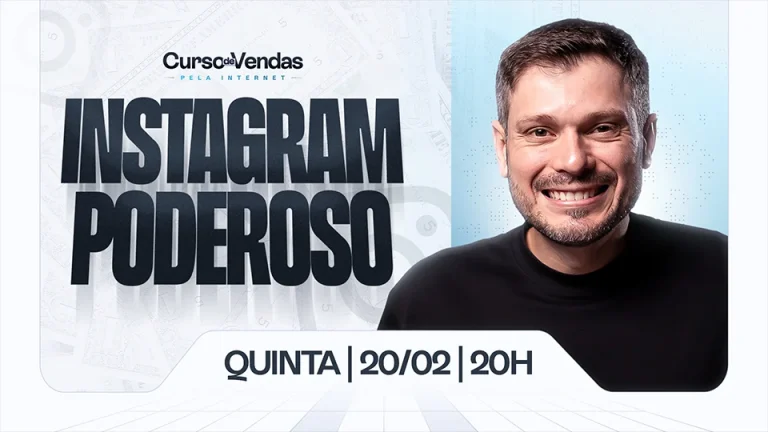 Curso de Vendas
PELA INTERNET
INSTAGRAM
PODEROSO
QUINTA | 20/02 | 20H